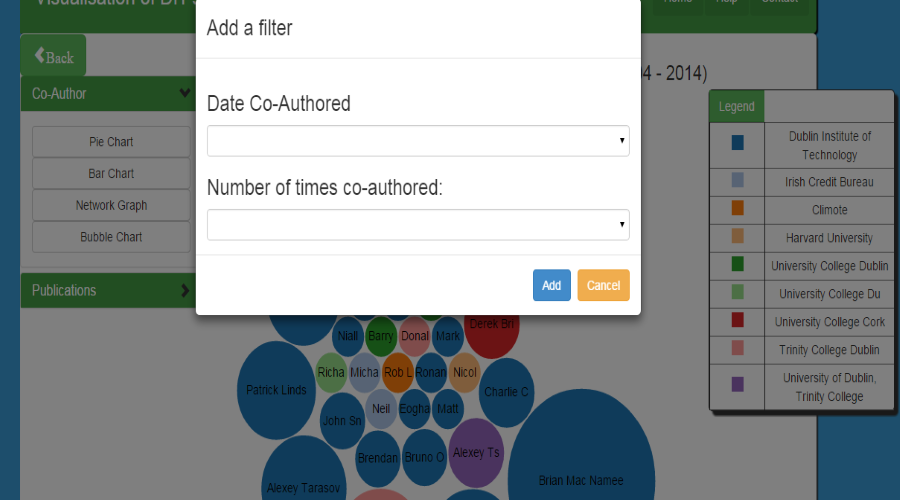 Visualisation of DIT's
Home Help Contact
Add a filter
Back
4 - 2014)
Co-Author
Date Co-Authored
Pie Chart
Bar Chart
Network Graph
Bubble Chart
Number of times co-authored:
Publications
Add Cancel
Legend
Dublin Institute of
Technology
Irish Credit Bureau
Climote
Harvard University
University College Dublin
University College Du
University College Cork
Trinity College Dublin
University of Dublin,
Trinity College
Derek Bri
Niall Barry Donal Mark
Richa Micha Rob L Ronan Nicol
Patrick Linds
Charlie C
Neil Eogha Matt
John Sn
Alexey Ts
Brendan Bruno O
Brian Mac Namee
Alexey Tarasov